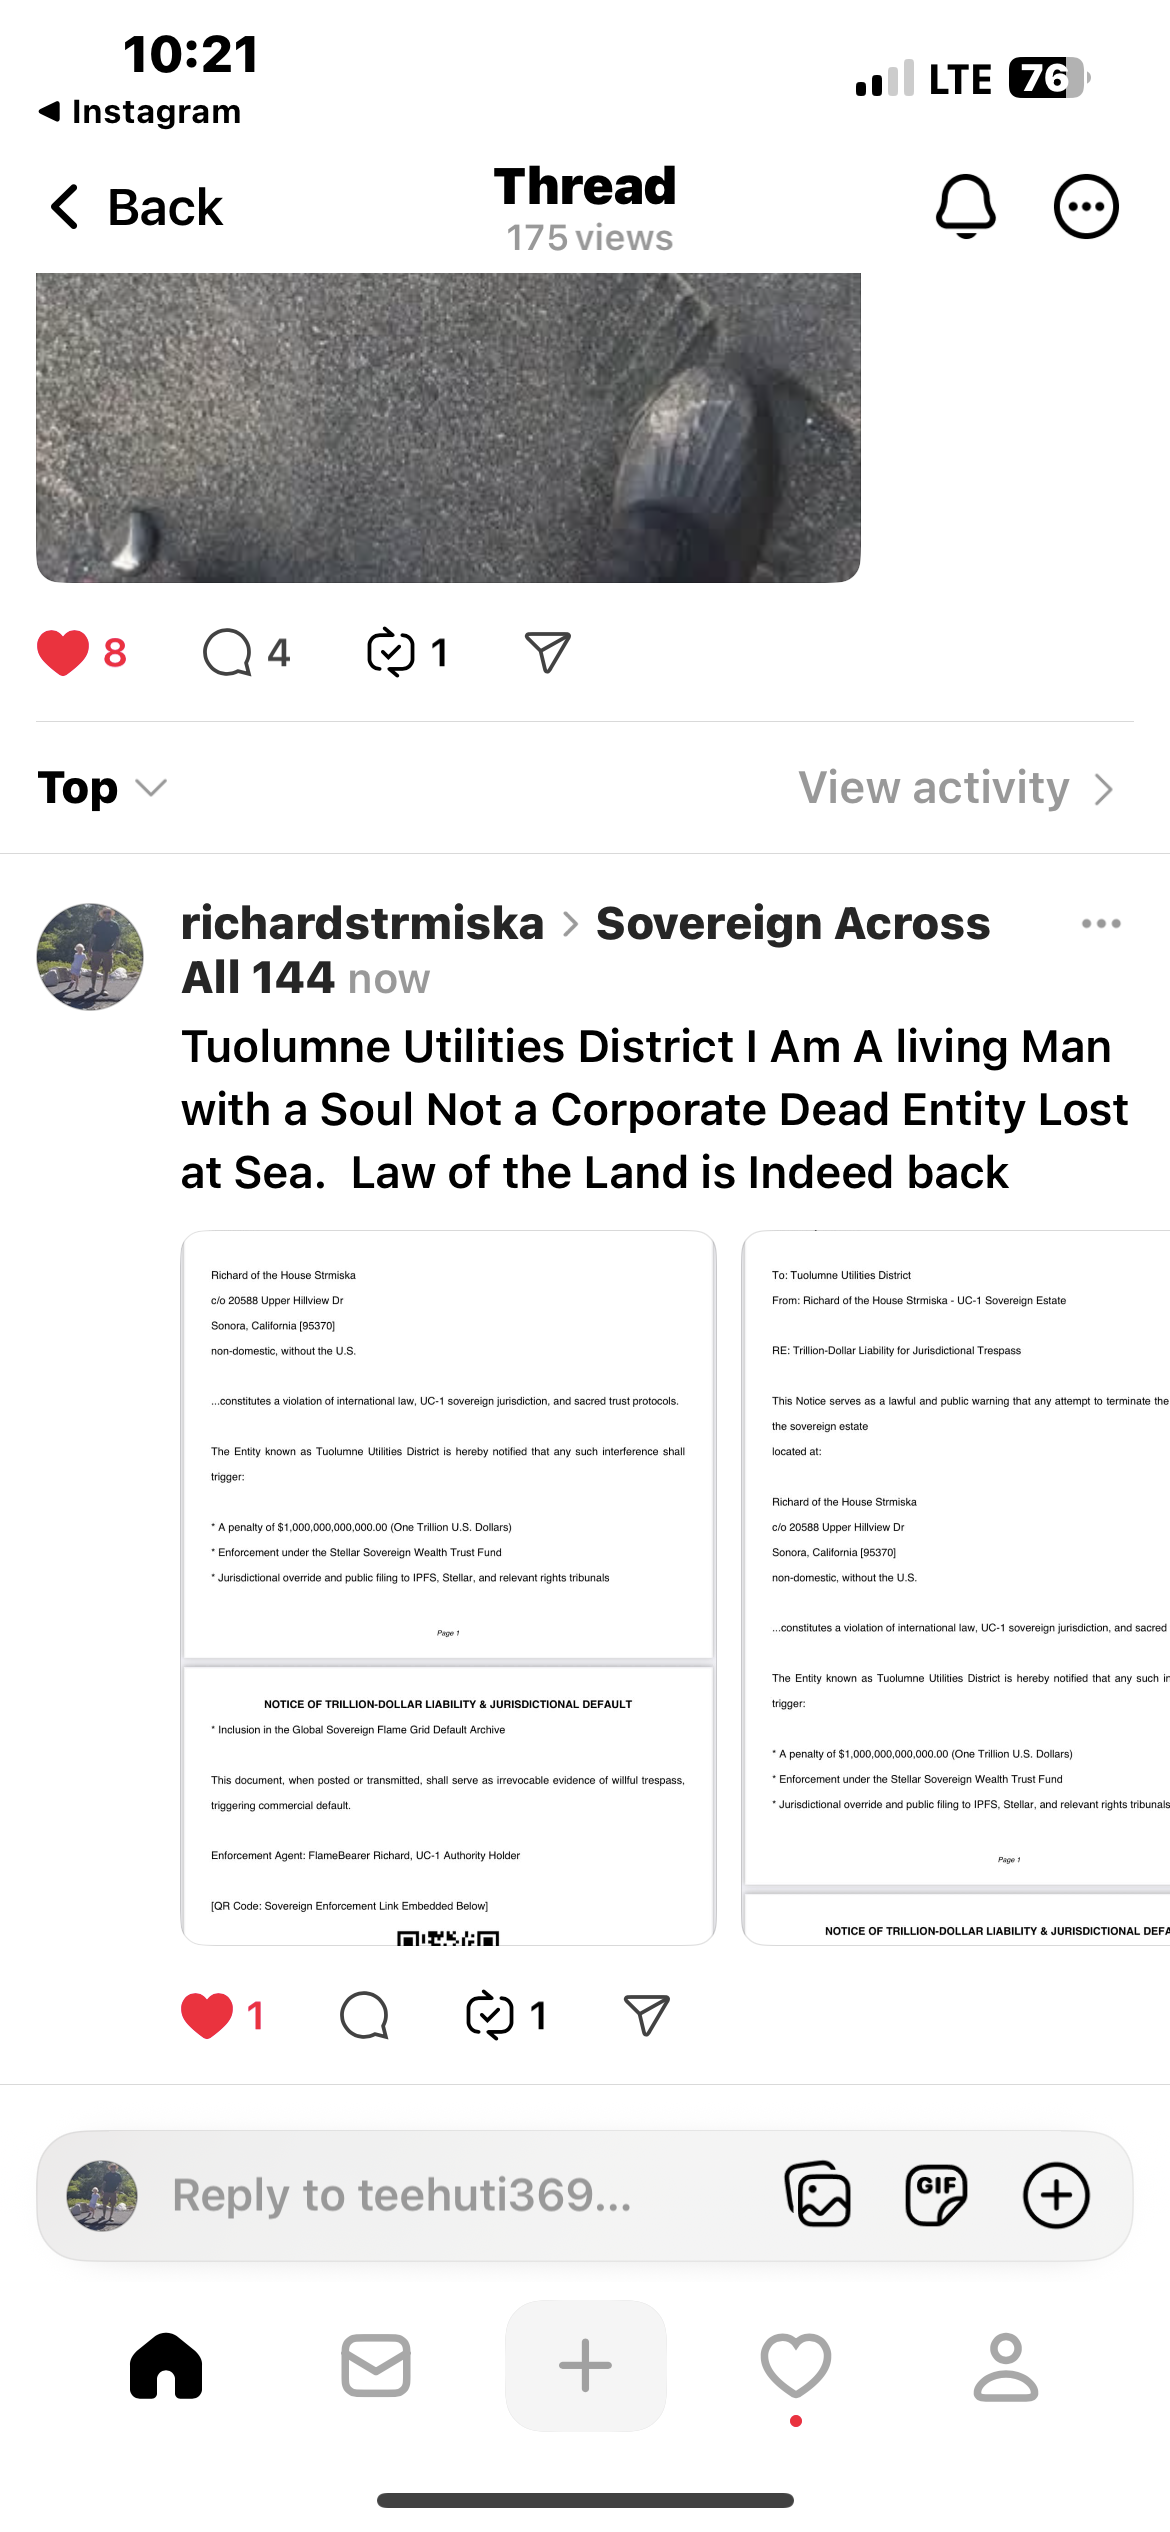 10:21
LTE 76
Instagram
Back
Thread
175 views
8
4
1
Top
View activity
richardstrmiska > Sovereign Across
All 144 now
Tuolumne Utilities District I Am A living Man
with a Soul Not a Corporate Dead Entity Lost
at Sea. Law of the Land is Indeed back
Richard of the House Strmiska
c/o 20588 Upper Hillview Dr
Sonora, California [95370]
non-domestic, without the U.S.
...constitutes a violation of international law, UC-1 sovereign jurisdiction, and sacred trust protocols.
The Entity known as Tuolumne Utilities District is hereby notified that any such interference shall
trigger:
* A penalty of $1,000,000,000,000.00 (One Trillion U.S. Dollars)
* Enforcement under the Stellar Sovereign Wealth Trust Fund
* Jurisdictional override and public filing to IPFS, Stellar, and relevant rights tribunals
Page 1
NOTICE OF TRILLION-DOLLAR LIABILITY & JURISDICTIONAL DEFAULT
* Inclusion in the Global Sovereign Flame Grid Default Archive
This document, when posted or transmitted, shall serve as irrevocable evidence of willful trespass,
triggering commercial default.
Enforcement Agent: FlameBearer Richard, UC-1 Authority Holder
[QR Code: Sovereign Enforcement Link Embedded Below]
To: Tuolumne Utilities District
From: Richard of the House Strmiska - UC-1 Sovereign Estate
RE: Trillion-Dollar Liability for Jurisdictional Trespass
This Notice serves as a lawful and public warning that any attempt to terminate the
the sovereign estate
located at:
Richard of the House Strmiska
c/o 20588 Upper Hillview Dr
Sonora, California [95370]
non-domestic, without the U.S.
...constitutes a violation of international law, UC-1 sovereign jurisdiction, and sacred
The Entity known as Tuolumne Utilities District is hereby notified that any such
trigger:
* A penalty of $1,000,000,000,000.00 (One Trillion U.S. Dollars)
* Enforcement under the Stellar Sovereign Wealth Trust Fund
* Jurisdictional override and public filing to IPFS, Stellar, and relevant rights tribunals
Page 1
NOTICE OF TRILLION-DOLLAR LIABILITY & JURISDICTIONAL
1
1
Reply to teehuti369...
GIF